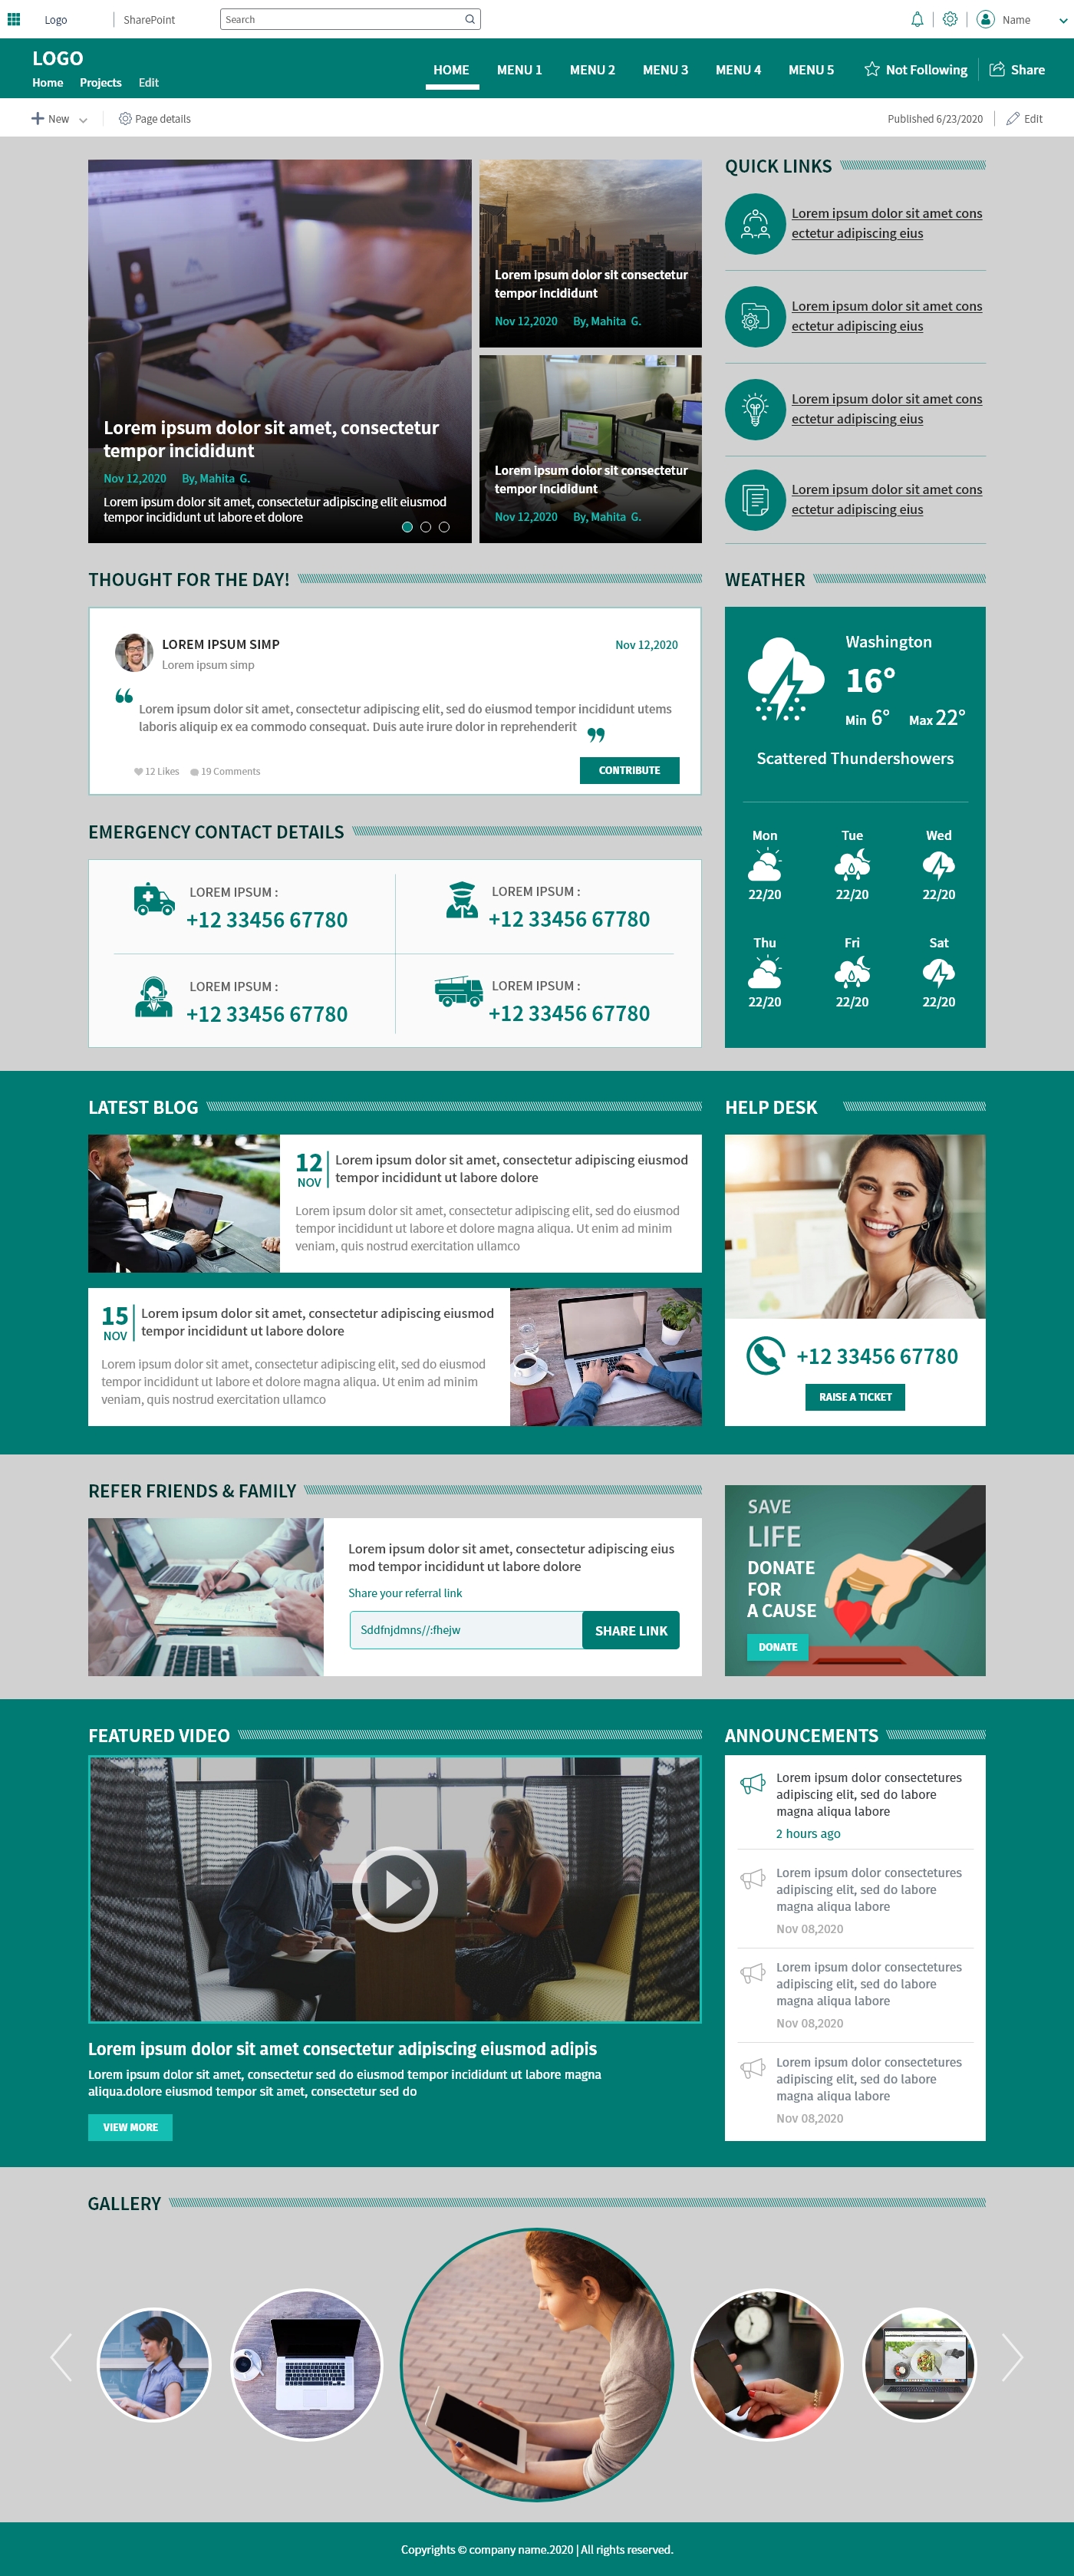 Logo
SharePoint
Search
Name
LOGO
Home Projects Edit
HOME MENU 1 MENU 2 MENU 3 MENU 4 MENU 5
Not Following
Share
New
Page details
Published 6/23/2020
Edit
Lorem ipsum dolor sit amet, consectetur
tempor incididunt
Nov 12,2020 By, Mahita G.
Lorem ipsum dolor sit amet, consectetur adipiscing elit eiusmod
tempor incididunt ut labore et dolore
Lorem ipsum dolor sit consectetur
tempor incididunt
Nov 12,2020 By, Mahita G.
Lorem ipsum dolor sit consectetur
tempor incididunt
Nov 12,2020 By, Mahita G.
QUICK LINKS
Lorem ipsum dolor sit amet cons
ectetur adipiscing eius
Lorem ipsum dolor sit amet cons
ectetur adipiscing eius
Lorem ipsum dolor sit amet cons
ectetur adipiscing eius
Lorem ipsum dolor sit amet cons
ectetur adipiscing eius
THOUGHT FOR THE DAY!
LOREM IPSUM SIMP
Lorem ipsum simp
Nov 12,2020
“
Lorem ipsum dolor sit amet, consectetur adipiscing elit, sed do eiusmod tempor incididunt utems
laboris aliquip ex ea commodo consequat. Duis aute irure dolor in reprehenderit ”
12 Likes 19 Comments
CONTRIBUTE
WEATHER
Washington
16°
Min 6° Max 22°
Scattered Thundershowers
Mon Tue Wed
22/20 22/20 22/20
Thu Fri Sat
22/20 22/20 22/20
EMERGENCY CONTACT DETAILS
LOREM IPSUM :
+12 33456 67780
LOREM IPSUM :
+12 33456 67780
LOREM IPSUM :
+12 33456 67780
LOREM IPSUM :
+12 33456 67780
LATEST BLOG
12
NOV
Lorem ipsum dolor sit amet, consectetur adipiscing eiusmod
tempor incididunt ut labore dolore
Lorem ipsum dolor sit amet, consectetur adipiscing elit, sed do eiusmod
tempor incididunt ut labore et dolore magna aliqua. Ut enim ad minim
veniam, quis nostrud exercitation ullamco
15
NOV
Lorem ipsum dolor sit amet, consectetur adipiscing eiusmod
tempor incididunt ut labore dolore
Lorem ipsum dolor sit amet, consectetur adipiscing elit, sed do eiusmod
tempor incididunt ut labore et dolore magna aliqua. Ut enim ad minim
veniam, quis nostrud exercitation ullamco
HELP DESK
+12 33456 67780
RAISE A TICKET
REFER FRIENDS & FAMILY
Lorem ipsum dolor sit amet, consectetur adipiscing eius
mod tempor incididunt ut labore dolore
Share your referral link
Sddfnjdmns//:fhejw
SHARE LINK
SAVE
LIFE
DONATE
FOR
A CAUSE
DONATE
FEATURED VIDEO
Lorem ipsum dolor sit amet consectetur adipiscing eiusmod adipis
Lorem ipsum dolor sit amet, consectetur sed do eiusmod tempor incididunt ut labore magna
aliqua.dolore eiusmod tempor sit amet, consectetur sed do
VIEW MORE
ANNOUNCEMENTS
Lorem ipsum dolor consectetures
adipiscing elit, sed do labore
magna aliqua labore
2 hours ago
Lorem ipsum dolor consectetures
adipiscing elit, sed do labore
magna aliqua labore
Nov 08,2020
Lorem ipsum dolor consectetures
adipiscing elit, sed do labore
magna aliqua labore
Nov 08,2020
Lorem ipsum dolor consectetures
adipiscing elit, sed do labore
magna aliqua labore
Nov 08,2020
GALLERY
Copyrights © company name.2020 | All rights reserved.